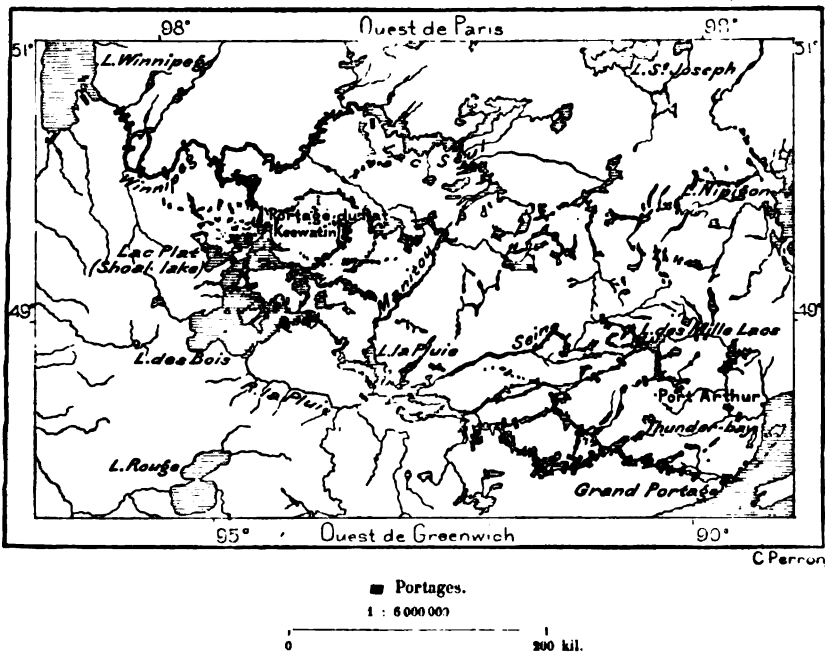 98° Ouest de Paris 98°
51° 51°
L. Winnipeg
L. St Joseph
Sul
Winnip
L. Nipigon
Portage du Rat
Keewatin
Lac Plat
(Shoal lake)
Manitou
49° 49°
Seine
L. des Mille Lacs
L. la Pluie
L. des Bois
R. la Pluie
Port Arthur
Thunder-bay
L. Rouge
Grand Portage
95° Ouest de Greenwich 90°
C Perron
Portages.
1 : 6 000 000
0 200 kil.